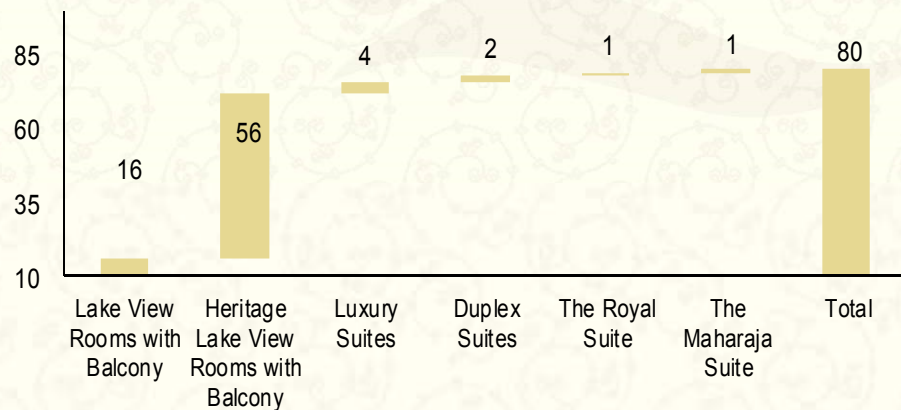 85
60
35
10
16
56
4
2
1
1
80
Lake View
Rooms with
Balcony
Heritage
Lake View
Rooms with
Balcony
Luxury
Suites
Duplex
Suites
The Royal
Suite
The
Maharaja
Suite
Total